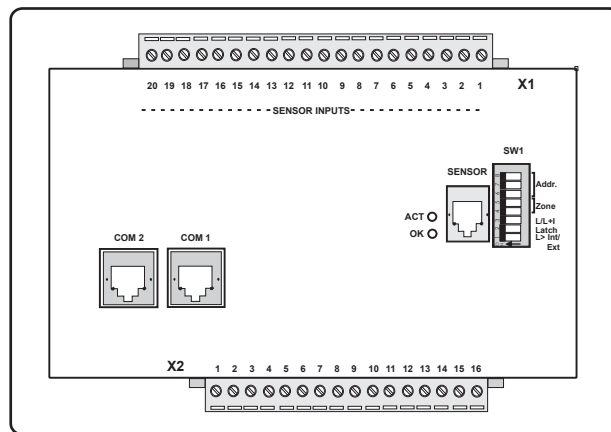 20 19 18 17 16 15 14 13 12 11 10 9 8 7 6 5 4 3 2 1 X1
SENSOR INPUTS
SW1
SENSOR
Addr.
Zone
ACT
L/L+I
Latch
OK
L> Int/
Ext
COM 2 COM 1
X2 1 2 3 4 5 6 7 8 9 10 11 12 13 14 15 16